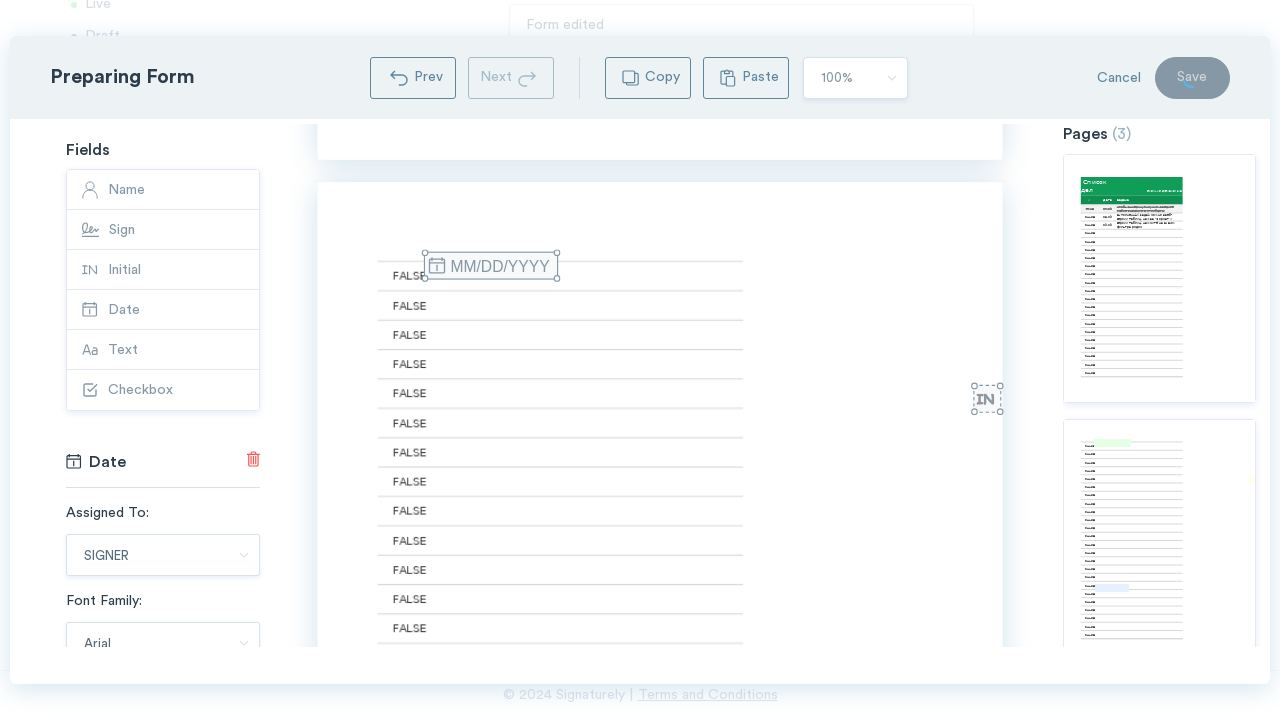 Live
Draft
Form edited
Preparing Form
Prev
Next
Copy
Paste
100%
Cancel
Save
Fields
Name
Sign
Initial
Date
Text
Checkbox
Date
Assigned To:
SIGNER
Font Family:
Arial
MM/DD/YYYY
FALSE
FALSE
FALSE
FALSE
FALSE
FALSE
FALSE
FALSE
FALSE
FALSE
FALSE
FALSE
FALSE
IN
Pages (3)
Список
дел
© 2024 Signaturely | Terms and Conditions